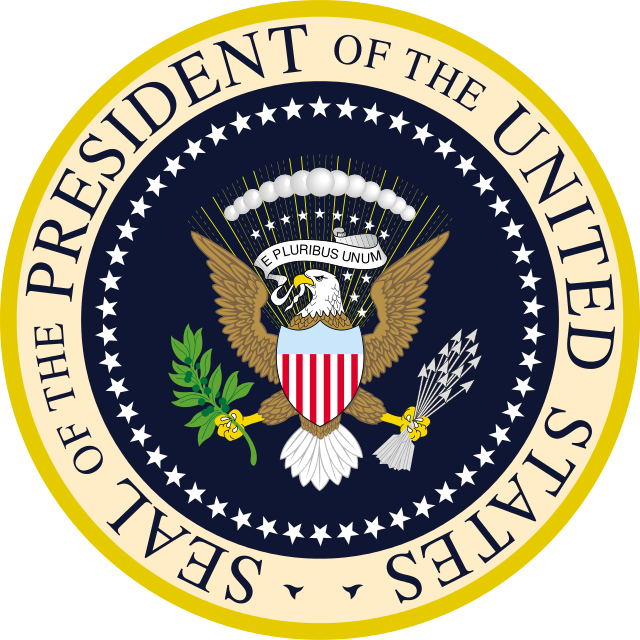 SEAL OF THE PRESIDENT OF THE UNITED STATES
E PLURIBUS UNUM